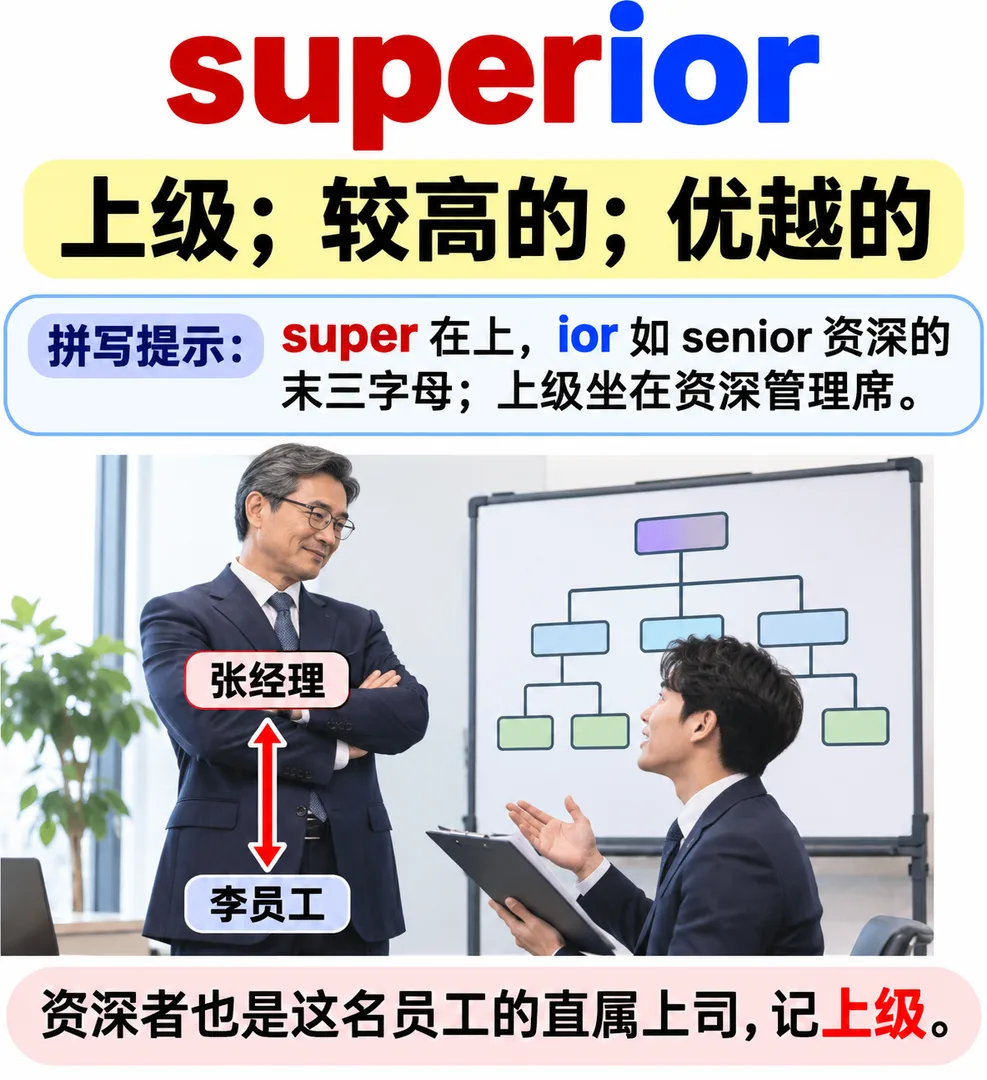 superior
上级；较高的；优越的
拼写提示： super 在上，ior 如 senior 资深的
末三字母；上级坐在资深管理席。
张经理
李员工
资深者也是这名员工的直属上司，记上级。